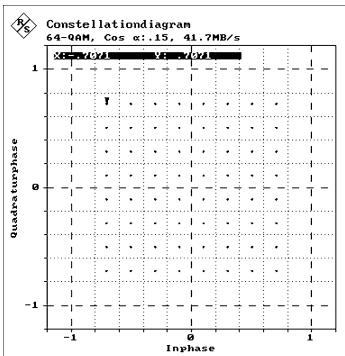 R/S
Constellationdiagram
64-QAM, Cos α:.15, 41.7MB/s
X:-.7071 Y: .7071
1
0
-1
Quadraturphase
-1 0 1
Inphase